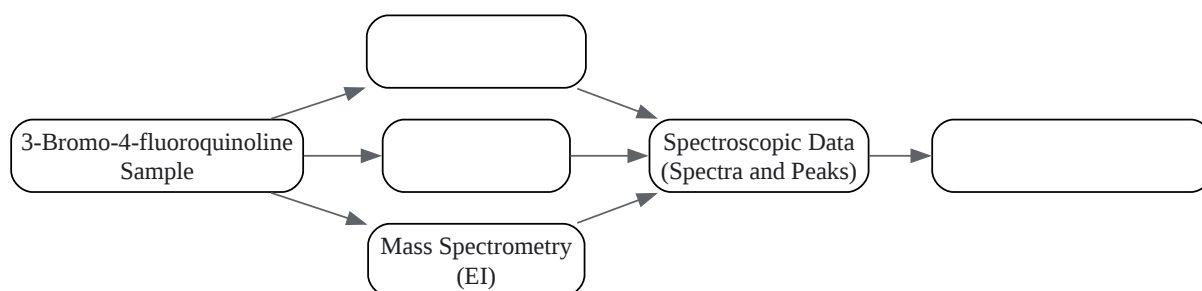 3-Bromo-4-fluoroquinoline
Sample
Spectroscopic Data
(Spectra and Peaks)
Mass Spectrometry
(EI)